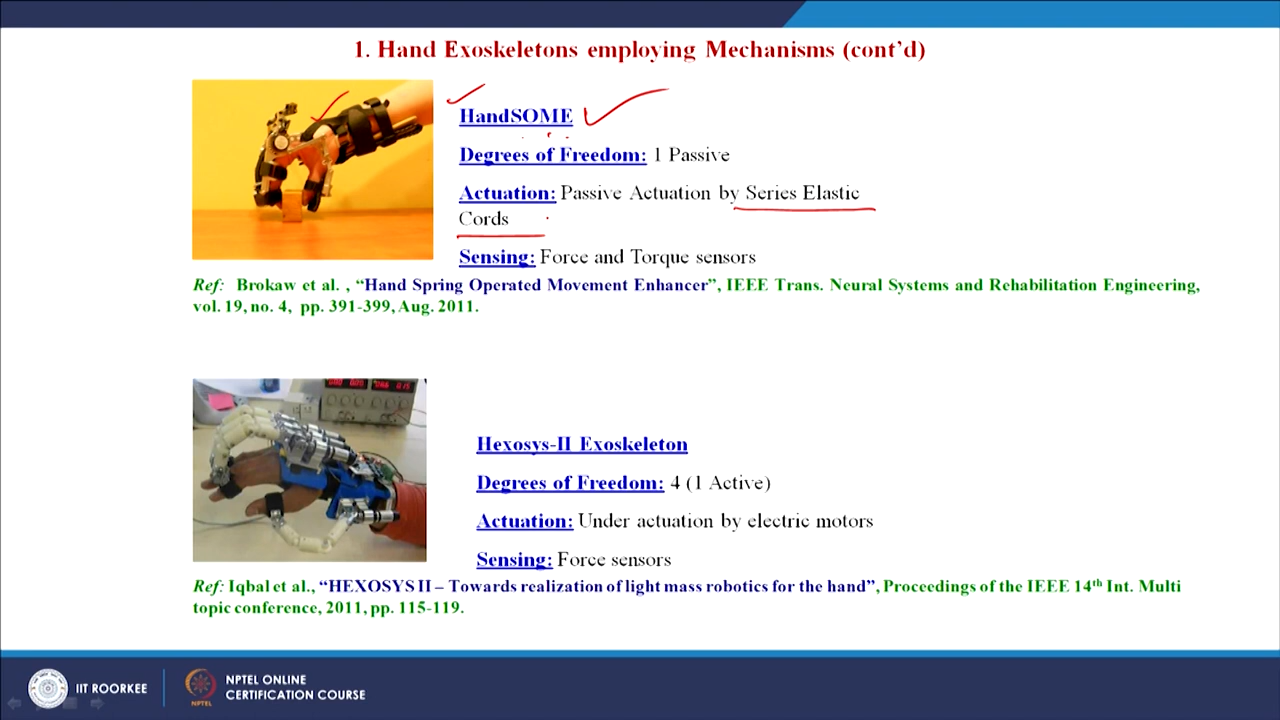 1. Hand Exoskeletons employing Mechanisms (cont’d)
HandSOME
Degrees of Freedom: 1 Passive
Actuation: Passive Actuation by Series Elastic
Cords
Sensing: Force and Torque sensors
Ref: Brokaw et al. , “Hand Spring Operated Movement Enhancer”, IEEE Trans. Neural Systems and Rehabilitation Engineering,
vol. 19, no. 4, pp. 391-399, Aug. 2011.
Hexosys-II Exoskeleton
Degrees of Freedom: 4 (1 Active)
Actuation: Under actuation by electric motors
Sensing: Force sensors
Ref: Iqbal et al., “HEXOSYS II – Towards realization of light mass robotics for the hand”, Proceedings of the IEEE 14th Int. Multi
topic conference, 2011, pp. 115-119.
IIT ROORKEE
NPTEL ONLINE
CERTIFICATION COURSE
NPTEL